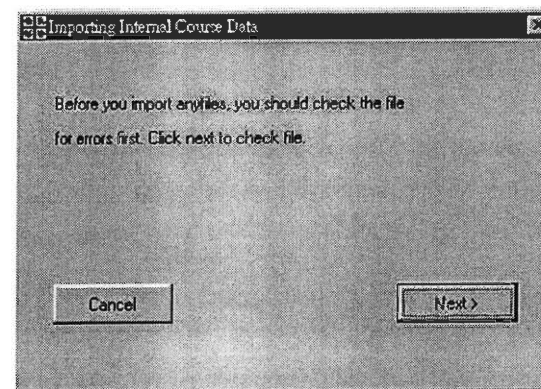 Importing Internal Course Data
Before you import anyfiles, you should check the file
for errors first. Click next to check file.
Cancel
Next >